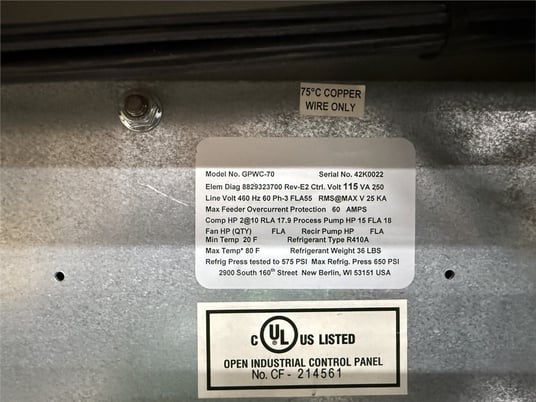 75°C COPPER
WIRE ONLY
Model No. GPWC-70 Serial No. 42K0022
Elem Diag 8829323700 Rev-E2 Ctrl. Volt 115 VA 250
Line Volt 460 Hz 60 Ph-3 FLA55 RMS@MAX V 25 KA
Max Feeder Overcurrent Protection 60 AMPS
Comp HP 2@10 RLA 17.9 Process Pump HP 15 FLA 18
Fan HP (QTY) FLA Recir Pump HP FLA
Min Temp 20 F Refrigerant Type R410A
Max Temp* 80 F Refrigerant Weight 36 LBS
Refrig Press tested to 575 PSI Max Refrig. Press 650 PSI
2900 South 160th Street New Berlin, WI 53151 USA
C UL US LISTED
OPEN INDUSTRIAL CONTROL PANEL
No. CF - 214561